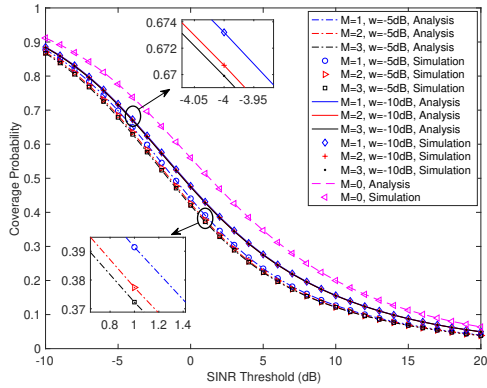 Coverage Probability
1
0.9
0.8
0.7
0.6
0.5
0.4
0.3
0.2
0.1
0
-10
-5
0
5
10
15
20
SINR Threshold (dB)
0.674
0.672
0.67
-4.05
-4
-3.95
0.39
0.38
0.37
0.8
1
1.2
1.4
M=1, w=-5dB, Analysis
M=2, w=-5dB, Analysis
M=3, w=-5dB, Analysis
M=1, w=-5dB, Simulation
M=2, w=-5dB, Simulation
M=3, w=-5dB, Simulation
M=1, w=-10dB, Analysis
M=2, w=-10dB, Analysis
M=3, w=-10dB, Analysis
M=1, w=-10dB, Simulation
M=2, w=-10dB, Simulation
M=3, w=-10dB, Simulation
M=0, Analysis
M=0, Simulation